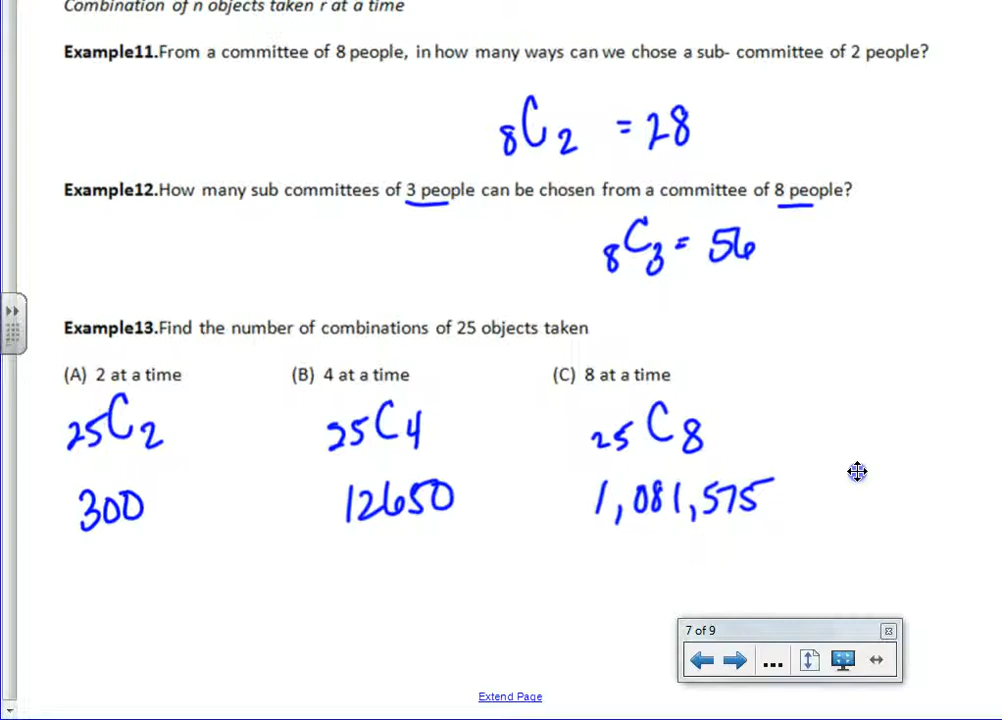 Combination of n objects taken r at a time
Example11.From a committee of 8 people, in how many ways can we chose a sub- committee of 2 people?
8C2 = 28
Example12.How many sub committees of 3 people can be chosen from a committee of 8 people?
8C3 = 56
Example13.Find the number of combinations of 25 objects taken
(A) 2 at a time (B) 4 at a time (C) 8 at a time
25C2 25C4 25C8
300 12650 1,081,575
7 of 9
...
Extend Page